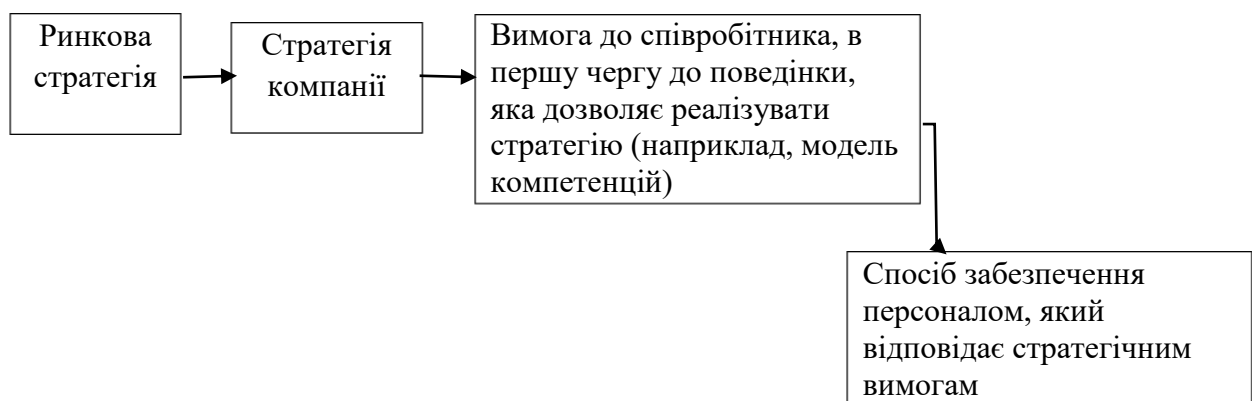 Ринкова
стратегія
Стратегія
компанії
Вимога до співробітника, в
першу чергу до поведінки,
яка дозволяє реалізувати
стратегію (наприклад, модель
компетенцій)
Спосіб забезпечення
персоналом, який
відповідає стратегічним
вимогам